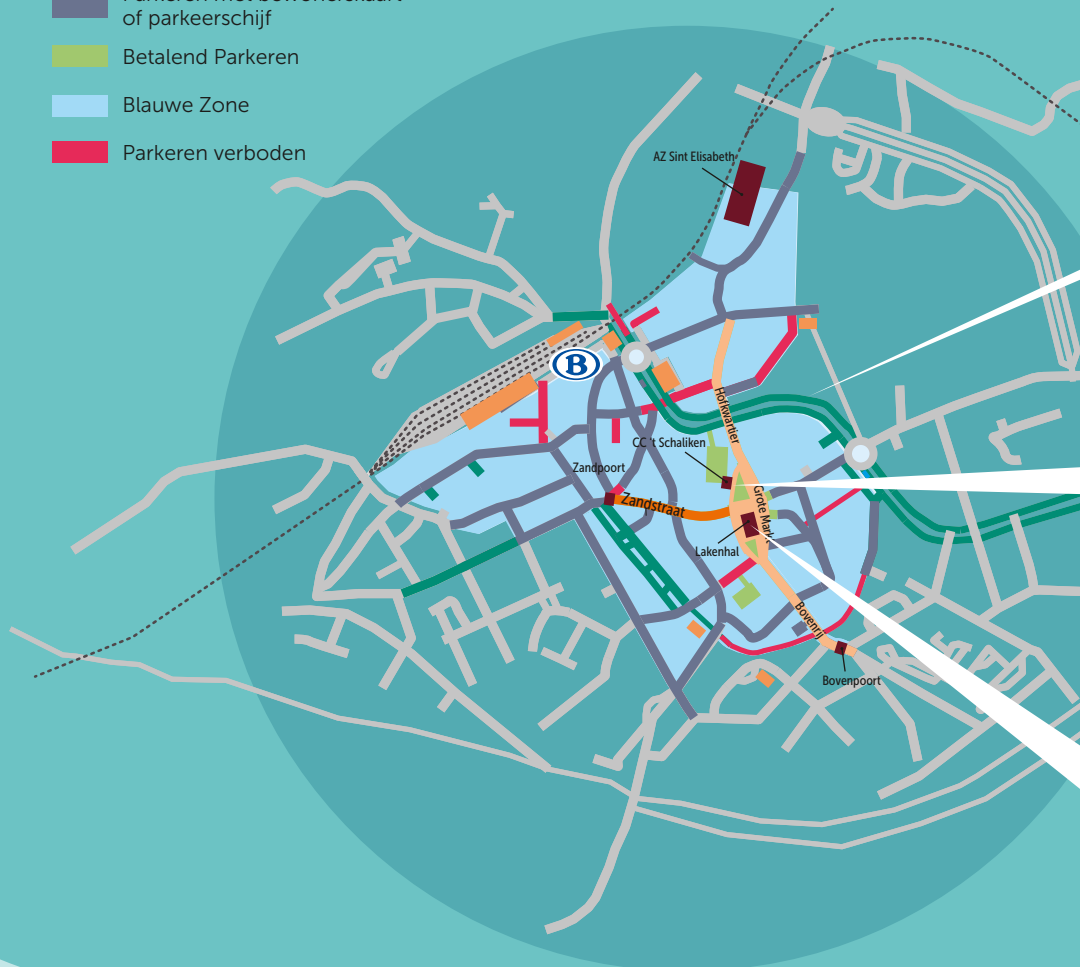 of parkeerschijf
Betalend Parkeren
Blauwe Zone
Parkeren verboden
AZ Sint Elisabeth
B
Hofkwartier
CC 't Schaliken
Zandpoort
Zandstraat
Grote Markt
Lakenhal
Bovenrij
Bovenpoort